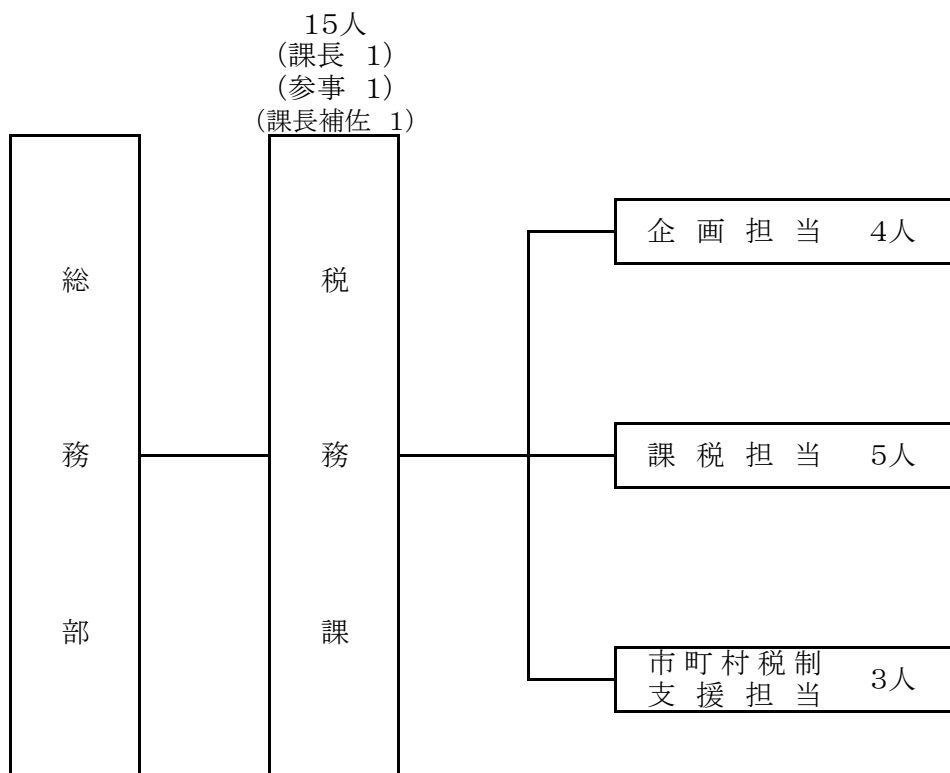 15人
(課長 1)
(参事 1)
(課長補佐 1)
総務部
税務課
企画担当 4人
課税担当 5人
市町村税制
支援担当 3人